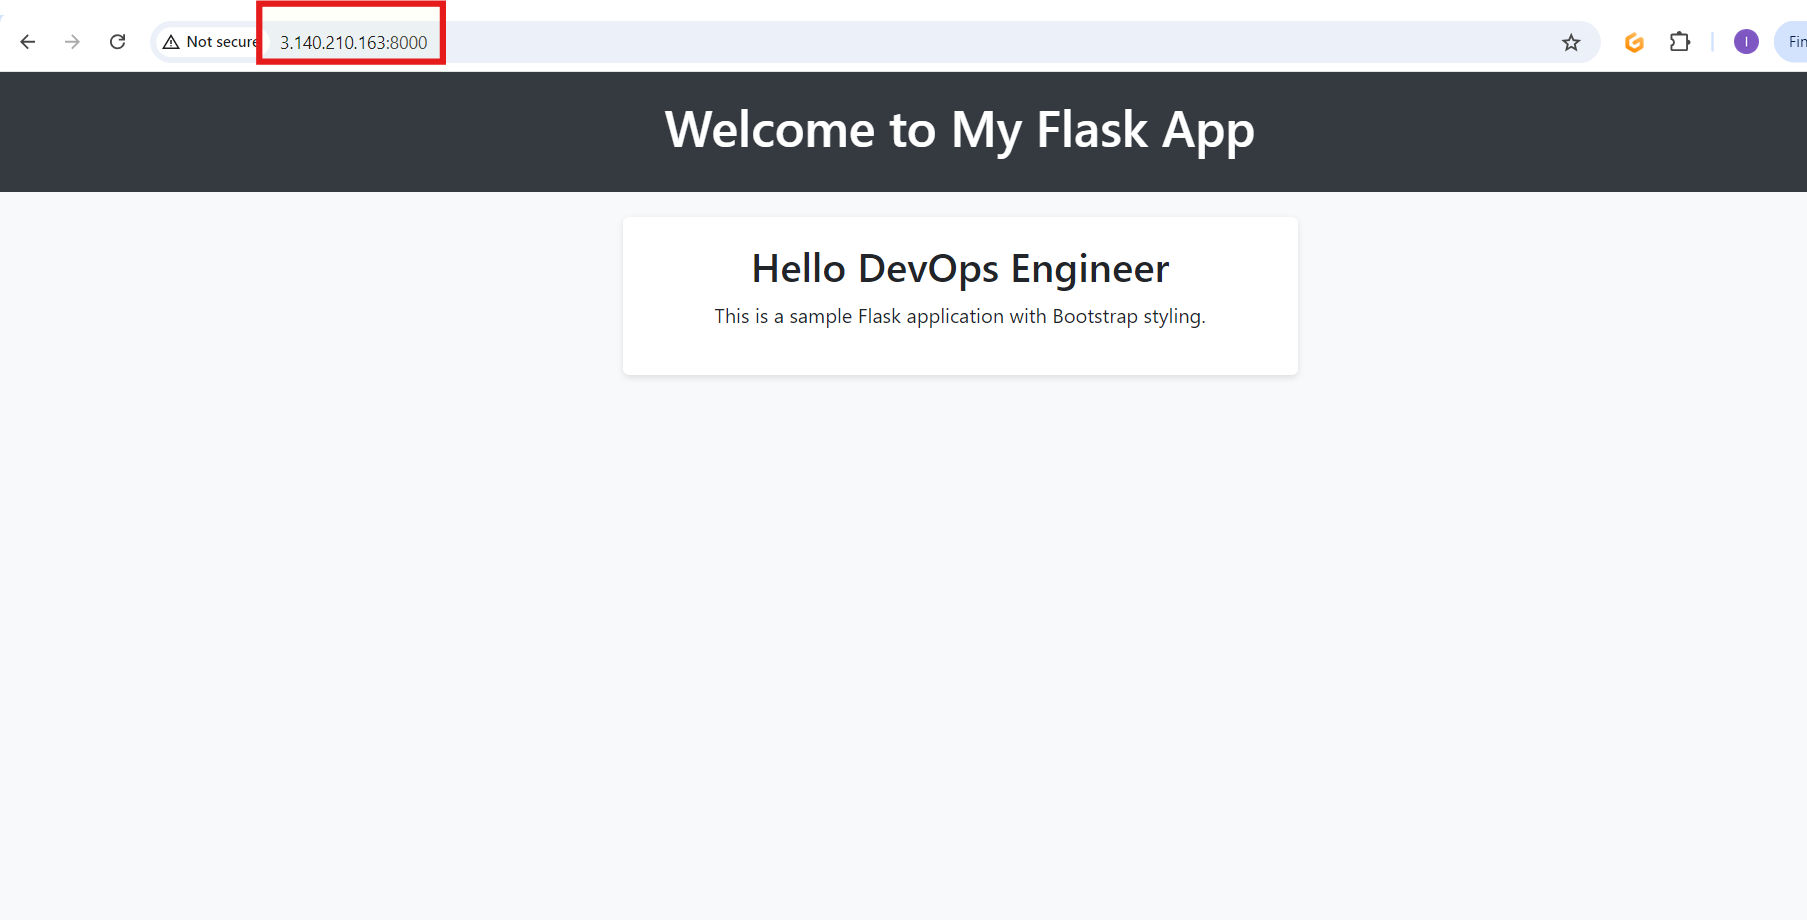 Not secure 3.140.210.163:8000
I
Fin
Welcome to My Flask App
Hello DevOps Engineer
This is a sample Flask application with Bootstrap styling.